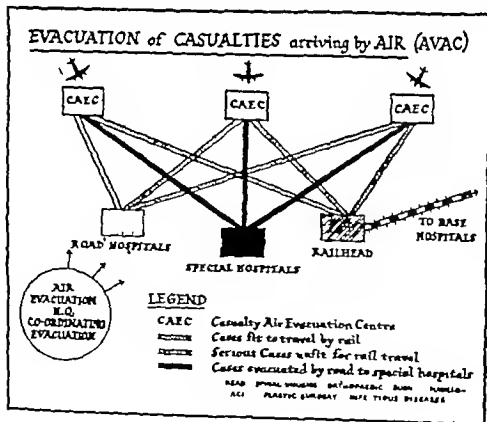 EVACUATION of CASUALTIES arriving by AIR (AVAC)
CAEC
CAEC
CAEC
ROAD HOSPITALS
SPECIAL HOSPITALS
RAILHEAD
TO BASE
HOSPITALS
AIR
EVACUATION
H.Q.
CO-ORDINATING
EVACUATION
LEGEND
CAEC Casualty Air Evacuation Centre
Cases fit to travel by rail
Serious Cases unfit for rail travel
Cases evacuated by road to special hospitals
HEAD SPINAL ORTHOPAEDIC BURN
PLASTIC SURGERY INFECTIOUS DISEASES